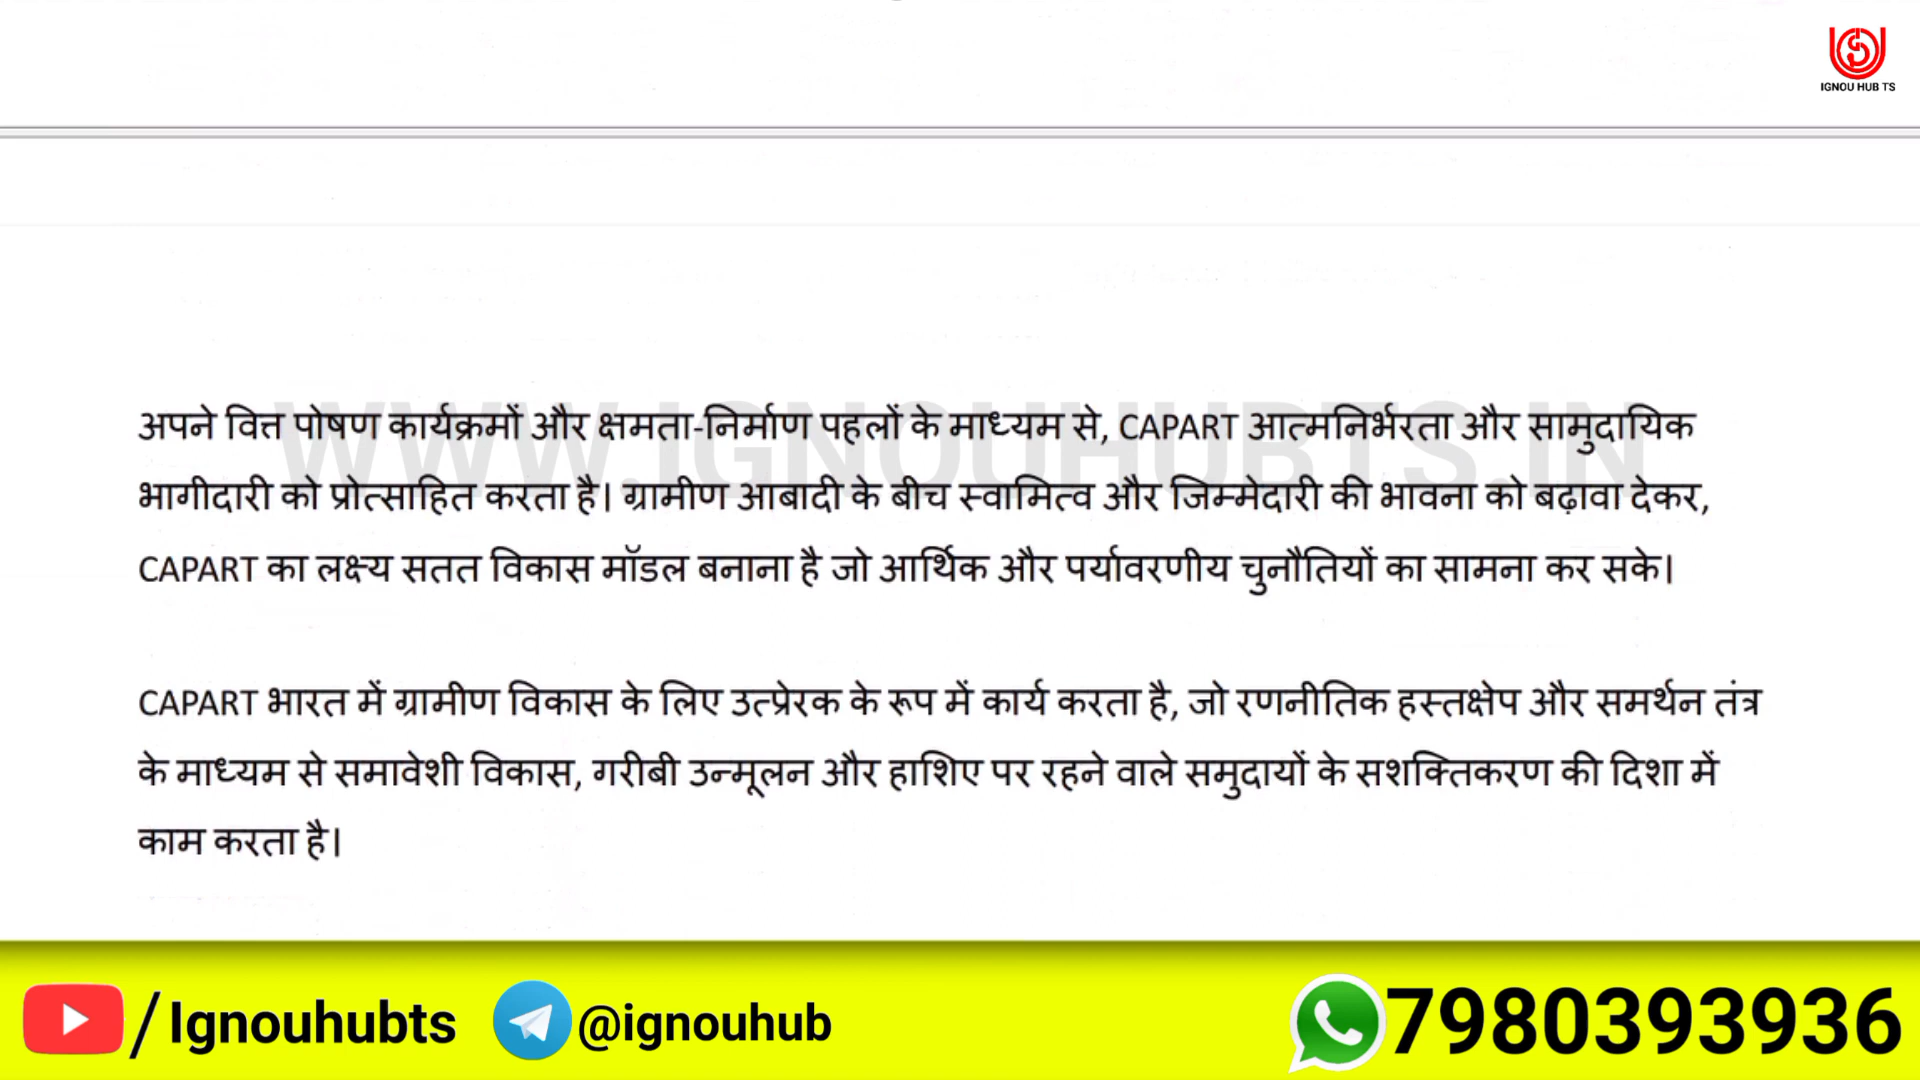 IGNOU HUB TS
WWW.IGNOUHUBTS.IN
अपने वित्त पोषण कार्यक्रमों और क्षमता-निर्माण पहलों के माध्यम से, CAPART आत्मनिर्भरता और सामुदायिक
भागीदारी को प्रोत्साहित करता है। ग्रामीण आबादी के बीच स्वामित्व और जिम्मेदारी की भावना को बढ़ावा देकर,
CAPART का लक्ष्य सतत विकास मॉडल बनाना है जो आर्थिक और पर्यावरणीय चुनौतियों का सामना कर सके।
CAPART भारत में ग्रामीण विकास के लिए उत्प्रेरक के रूप में कार्य करता है, जो रणनीतिक हस्तक्षेप और समर्थन तंत्र
के माध्यम से समावेशी विकास, गरीबी उन्मूलन और हाशिए पर रहने वाले समुदायों के सशक्तिकरण की दिशा में
काम करता है।
/Ignouhubts @ignouhub 7980393936